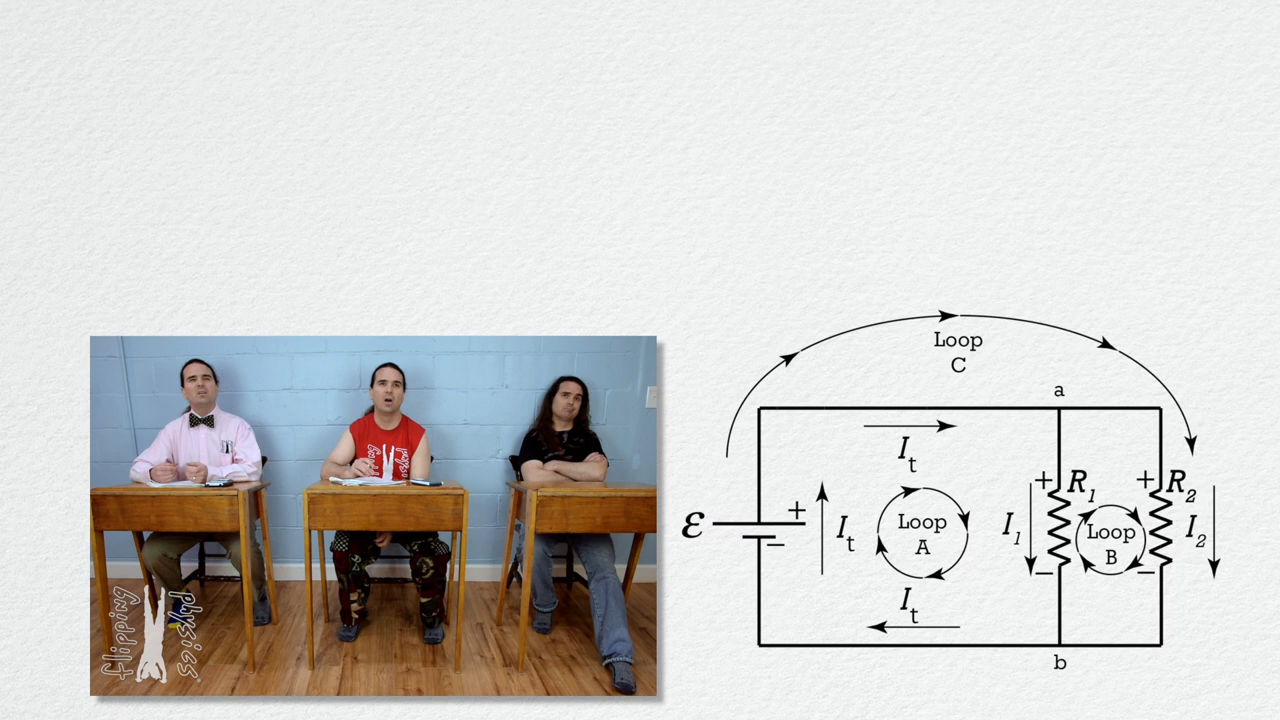 Loop
C
a
I_t
+ R_1
+ R_2
+
ε
I_t
Loop
A
I_1
Loop
B
I_2
−
−
−
I_t
b
flipping
physics